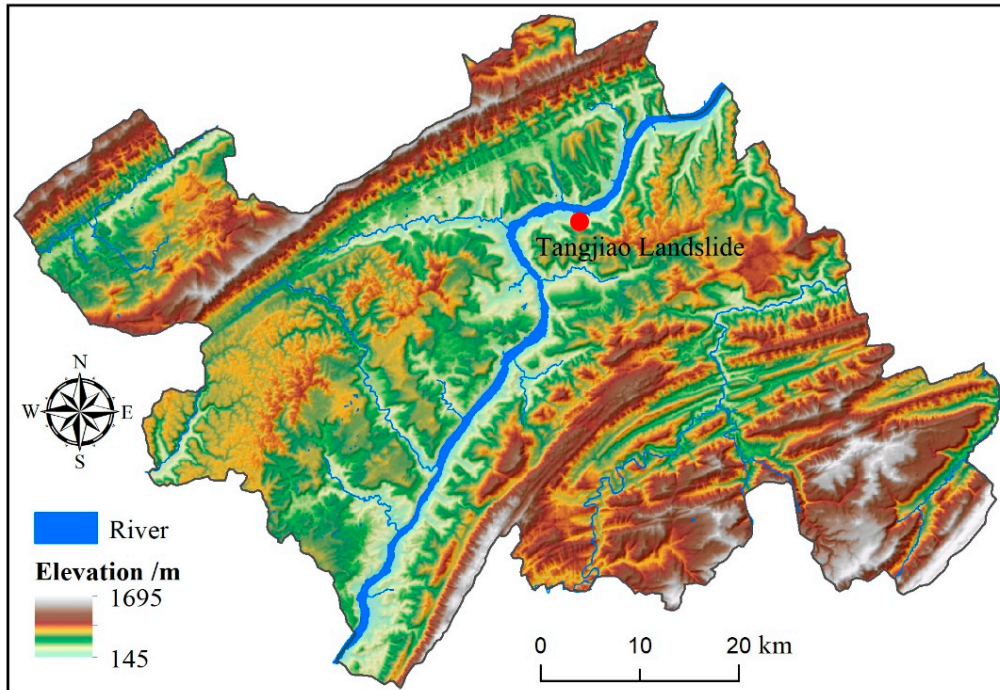 Tangjiao Landslide
N
W E
S
River
Elevation /m
1695
145
0 10 20 km